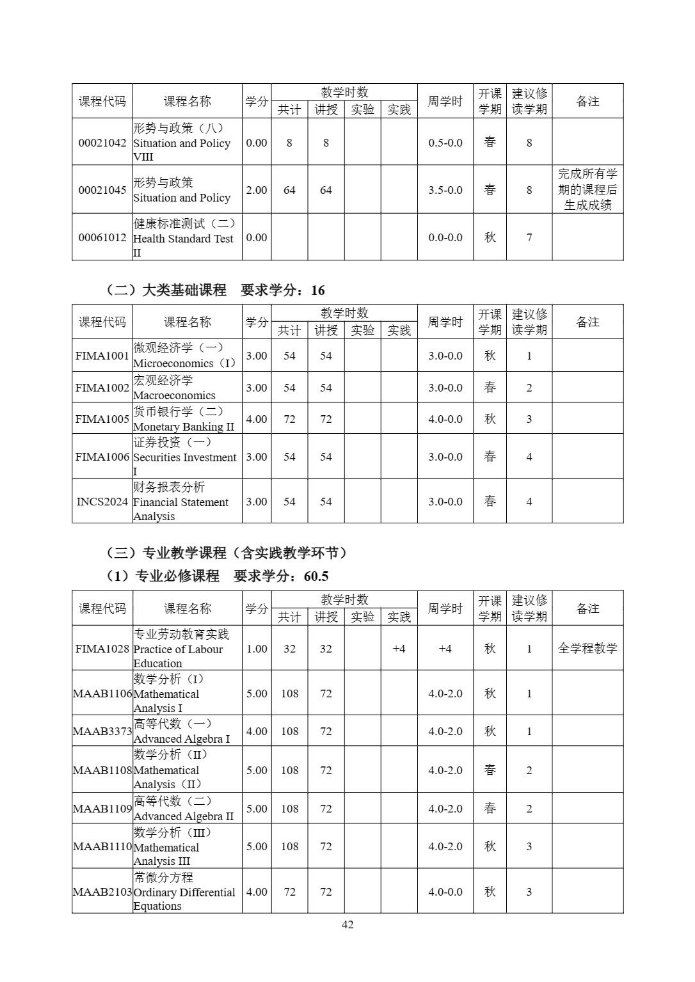 课程代码 课程名称 学分 教学时数 周学时 开课学期 建议修读学期 备注
共计 讲授 实验 实践
00021042 形势与政策（八） Situation and Policy VIII 0.00 8 8 0.5-0.0 春 8
00021045 形势与政策 Situation and Policy 2.00 64 64 3.5-0.0 春 8 完成所有学期的课程后生成成绩
00061012 健康标准测试（二） Health Standard Test II 0.00 0.0-0.0 秋 7
（二）大类基础课程 要求学分：16
课程代码 课程名称 学分 教学时数 周学时 开课学期 建议修读学期 备注
共计 讲授 实验 实践
FIMA1001 微观经济学（一） Microeconomics（I） 3.00 54 54 3.0-0.0 秋 1
FIMA1002 宏观经济学 Macroeconomics 3.00 54 54 3.0-0.0 春 2
FIMA1005 货币银行学（二） Monetary Banking II 4.00 72 72 4.0-0.0 秋 3
FIMA1006 证券投资（一） Securities Investment I 3.00 54 54 3.0-0.0 春 4
INCS2024 财务报表分析 Financial Statement Analysis 3.00 54 54 3.0-0.0 春 4
（三）专业教学课程（含实践教学环节）
（1）专业必修课程 要求学分：60.5
课程代码 课程名称 学分 教学时数 周学时 开课学期 建议修读学期 备注
共计 讲授 实验 实践
FIMA1028 专业劳动教育实践 Practice of Labour Education 1.00 32 32 +4 +4 秋 1 全学程教学
MAAB1106 数学分析（I） Mathematical Analysis I 5.00 108 72 4.0-2.0 秋 1
MAAB3373 高等代数（一） Advanced Algebra I 4.00 108 72 4.0-2.0 秋 1
MAAB1108 数学分析（II） Mathematical Analysis（II） 5.00 108 72 4.0-2.0 春 2
MAAB1109 高等代数（二） Advanced Algebra II 5.00 108 72 4.0-2.0 春 2
MAAB1110 数学分析（III） Mathematical Analysis III 5.00 108 72 4.0-2.0 秋 3
MAAB2103 常微分方程 Ordinary Differential Equations 4.00 72 72 4.0-0.0 秋 3
42